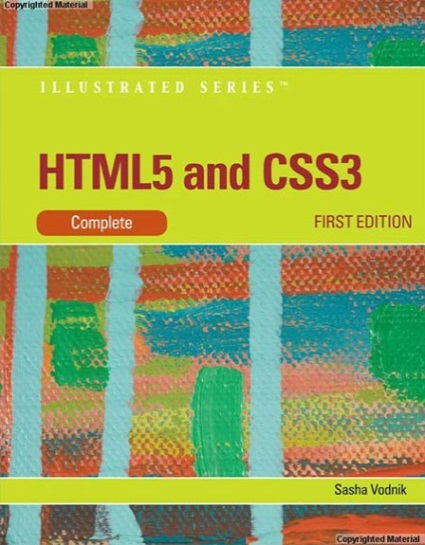 Copyrighted Material
ILLUSTRATED SERIES™
HTML5 and CSS3
Complete
FIRST EDITION
Sasha Vodnik
Copyrighted Material